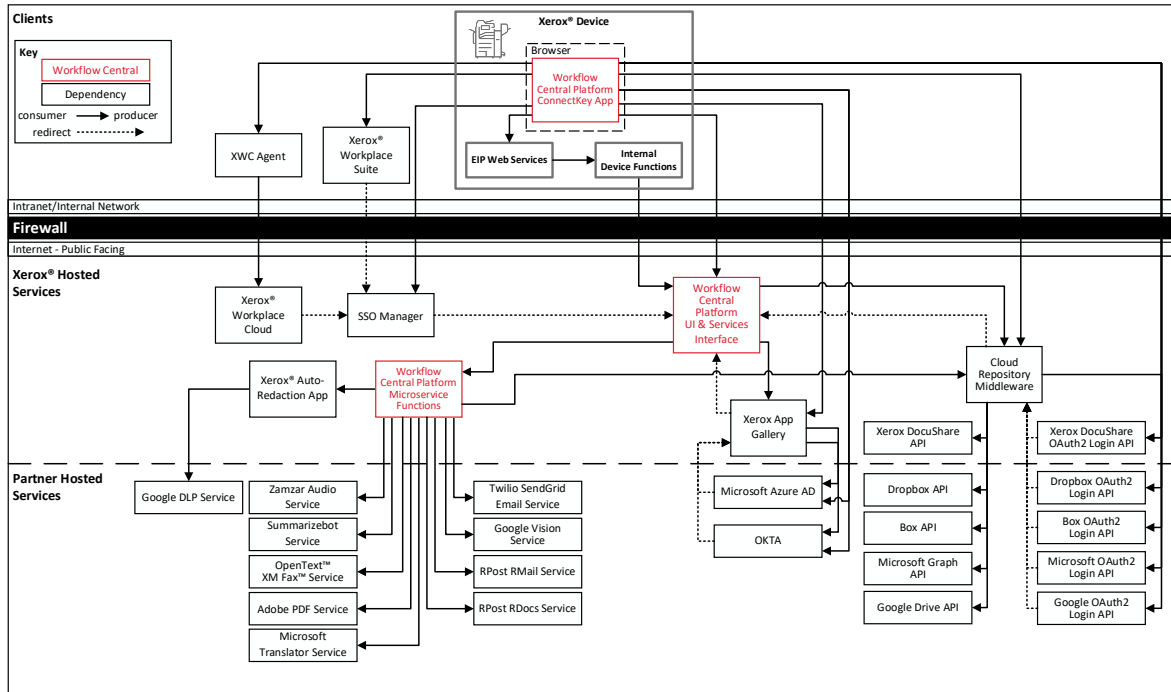 Clients
Key
Workflow Central
Dependency
consumer
producer
redirect
Xerox® Device
Browser
Workflow
Central Platform
ConnectKey App
EIP Web Services
Internal
Device Functions
XWC Agent
Xerox®
Workplace
Suite
Intranet/Internal Network
Firewall
Internet - Public Facing
Xerox® Hosted
Services
Xerox®
Workplace
Cloud
SSO Manager
Workflow
Central
Platform
UI & Services
Interface
Cloud
Repository
Middleware
Xerox® Auto-
Redaction App
Workflow
Central Platform
Microservice
Functions
Xerox App
Gallery
Xerox DocuShare
API
Xerox DocuShare
OAuth2 Login API
Partner Hosted
Services
Google DLP Service
Zamzar Audio
Service
Summarizebot
Service
OpenText™
XM Fax™ Service
Adobe PDF Service
Microsoft
Translator Service
Twilio SendGrid
Email Service
Google Vision
Service
RPost RMail Service
RPost RDocs Service
Microsoft Azure AD
OKTA
Dropbox API
Box API
Microsoft Graph
API
Google Drive API
Dropbox OAuth2
Login API
Box OAuth2
Login API
Microsoft OAuth2
Login API
Google OAuth2
Login API